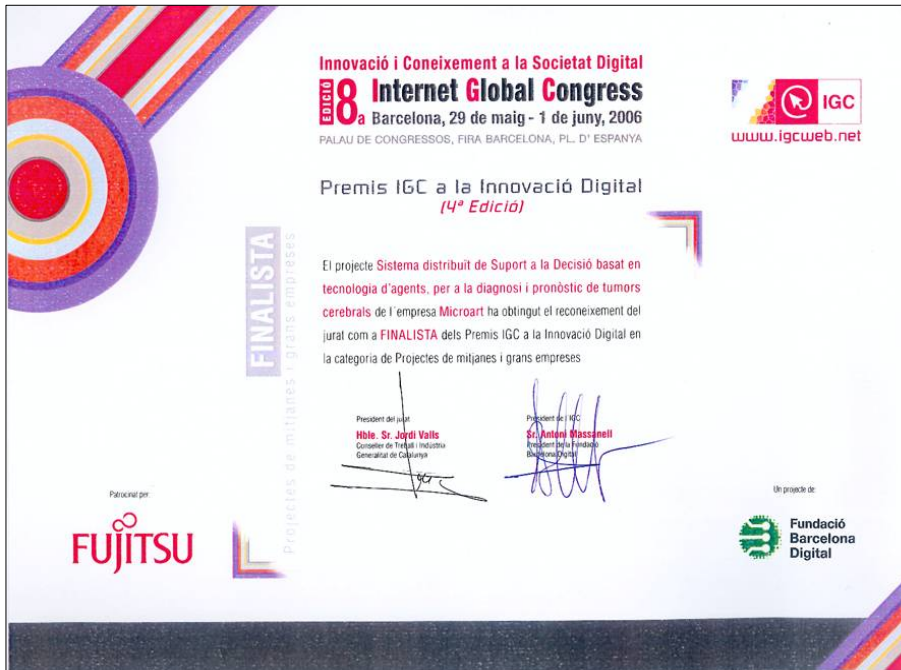 Innovació i Coneixement a la Societat Digital
EDICIÓ 8a Internet Global Congress
Barcelona, 29 de maig - 1 de juny, 2006
PALAU DE CONGRESSOS, FIRA BARCELONA, PL. D' ESPANYA
IGC
www.igcweb.net
Premis IGC a la Innovació Digital
(4ª Edició)
FINALISTA
Projectes de mitjanes i grans empreses
El projecte Sistema distribuït de Suport a la Decisió basat en
tecnologia d'agents, per a la diagnosi i pronòstic de tumors
cerebrals de l'empresa Microart ha obtingut el reconeixement del
jurat com a FINALISTA dels Premis IGC a la Innovació Digital en
la categoria de Projectes de mitjanes i grans empreses
President del jurat
Hble. Sr. Jordi Valls
Conseller de Treball i Indústria
Generalitat de Catalunya
President de l'IGC
Sr. Antoni Massanell
President de la Fundació
Barcelona Digital
Patrocinat per:
FUJITSU
Un projecte de:
Fundació
Barcelona
Digital